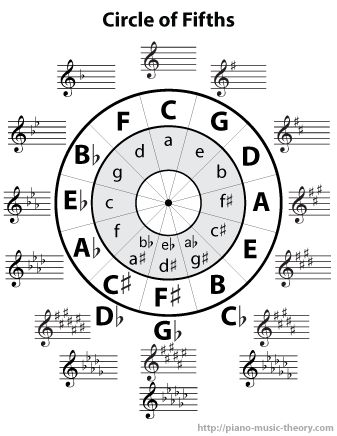 Circle of Fifths
C
F
G
B♭
D
E♭
A
A♭
E
C♯
B
F♯
D♭
C♭
G♭
a
d
e
g
b
c
f♯
f
c♯
b♭
e♭
a♭
a♯
d♯
g♯
http://piano-music-theory.com